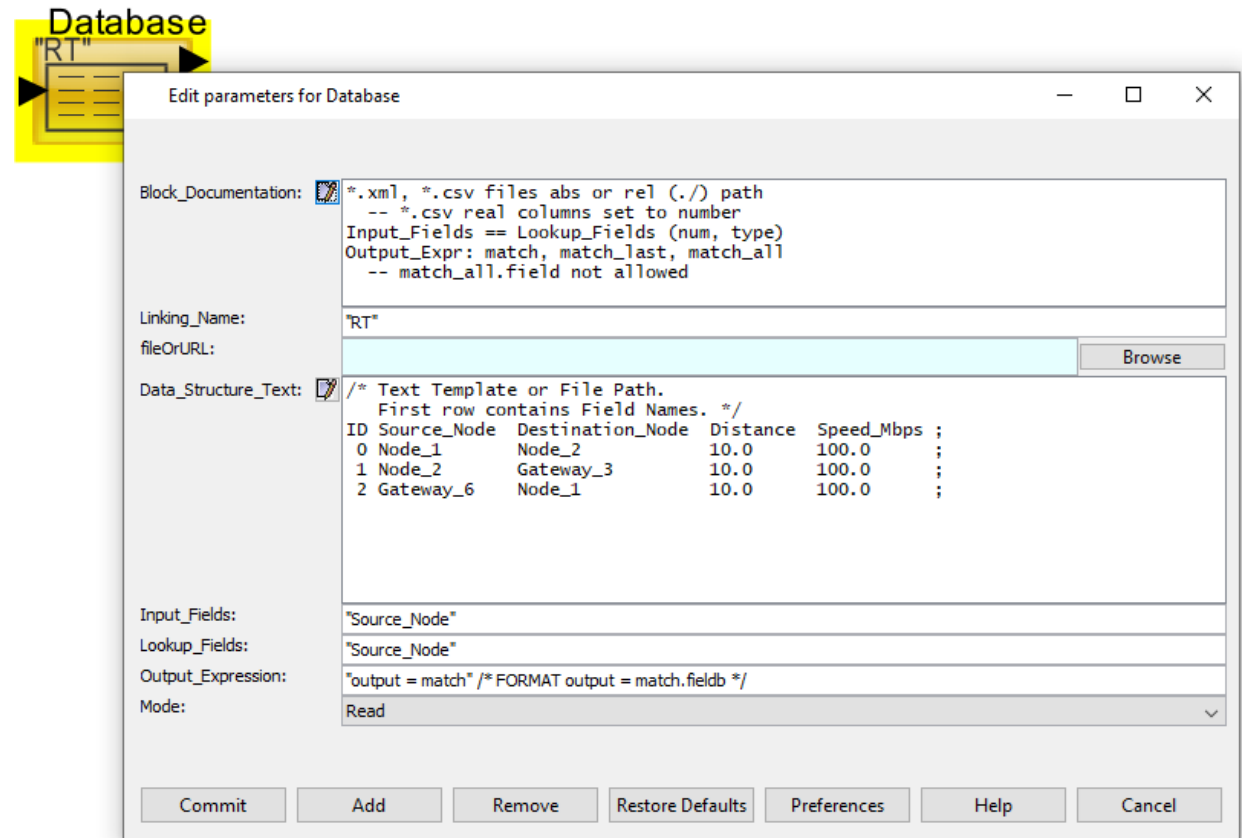 Database
"RT"
Edit parameters for Database
Block_Documentation:
*.xml, *.csv files abs or rel (./) path
-- *.csv real columns set to number
Input_Fields == Lookup_Fields (num, type)
Output_Expr: match, match_last, match_all
-- match_all.field not allowed
Linking_Name:
"RT"
fileOrURL:
Browse
Data_Structure_Text:
/* Text Template or File Path.
First row contains Field Names. */
ID Source_Node Destination_Node Distance Speed_Mbps ;
0 Node_1 Node_2 10.0 100.0 ;
1 Node_2 Gateway_3 10.0 100.0 ;
2 Gateway_6 Node_1 10.0 100.0 ;
Input_Fields:
"Source_Node"
Lookup_Fields:
"Source_Node"
Output_Expression:
"output = match" /* FORMAT output = match.fieldb */
Mode:
Read
Commit Add Remove Restore Defaults Preferences Help Cancel